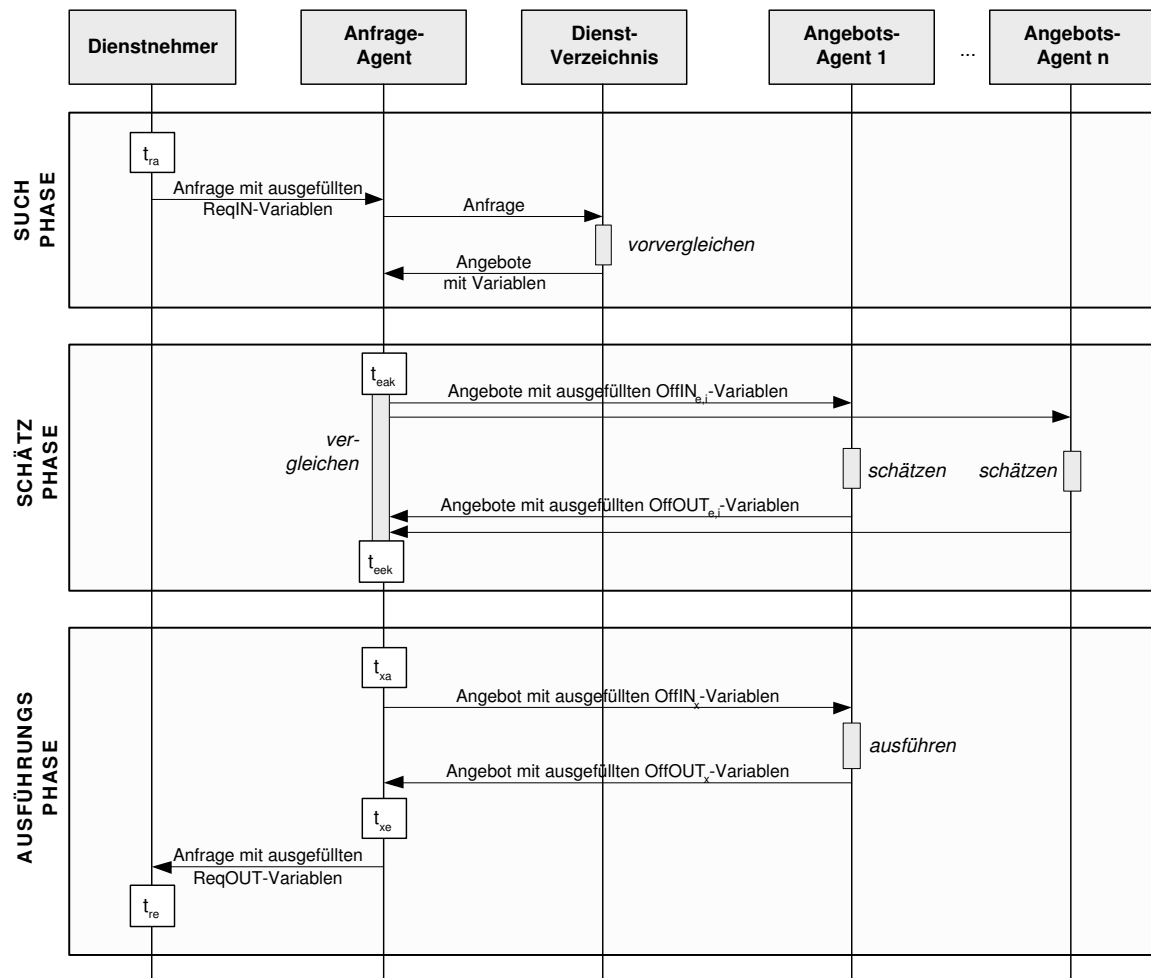 Dienstnehmer
Anfrage-
Agent
Dienst-
Verzeichnis
Angebots-
Agent 1
...
Angebots-
Agent n
SUCH
PHASE
t_ra
Anfrage mit ausgefüllten
ReqIN-Variablen
Anfrage
vorvergleichen
Angebote
mit Variablen
SCHÄTZ
PHASE
t_eak
Angebote mit ausgefüllten OffIN_e,i-Variablen
ver-
gleichen
schätzen
schätzen
Angebote mit ausgefüllten OffOUT_e,i-Variablen
t_eek
AUSFÜHRUNGS
PHASE
t_xa
Angebot mit ausgefüllten OffIN_x-Variablen
ausführen
Angebot mit ausgefüllten OffOUT_x-Variablen
t_xe
Anfrage mit ausgefüllten
ReqOUT-Variablen
t_re